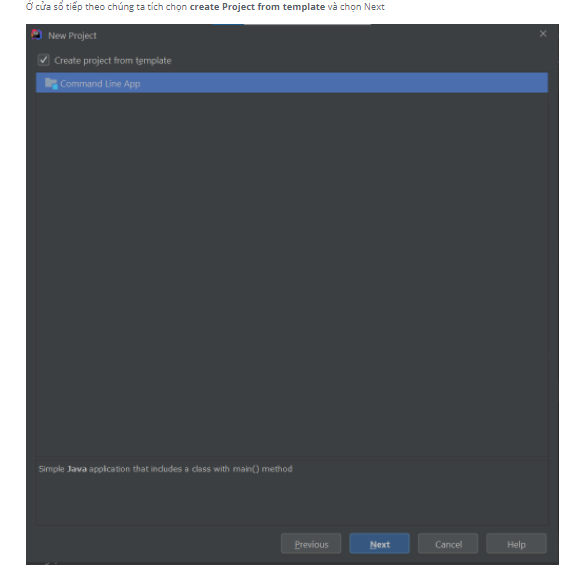 Ở cửa sổ tiếp theo chúng ta tích chọn create Project from template và chọn Next
New Project
Create project from template
Command Line App
Simple Java application that includes a class with main() method
Previous
Next
Cancel
Help